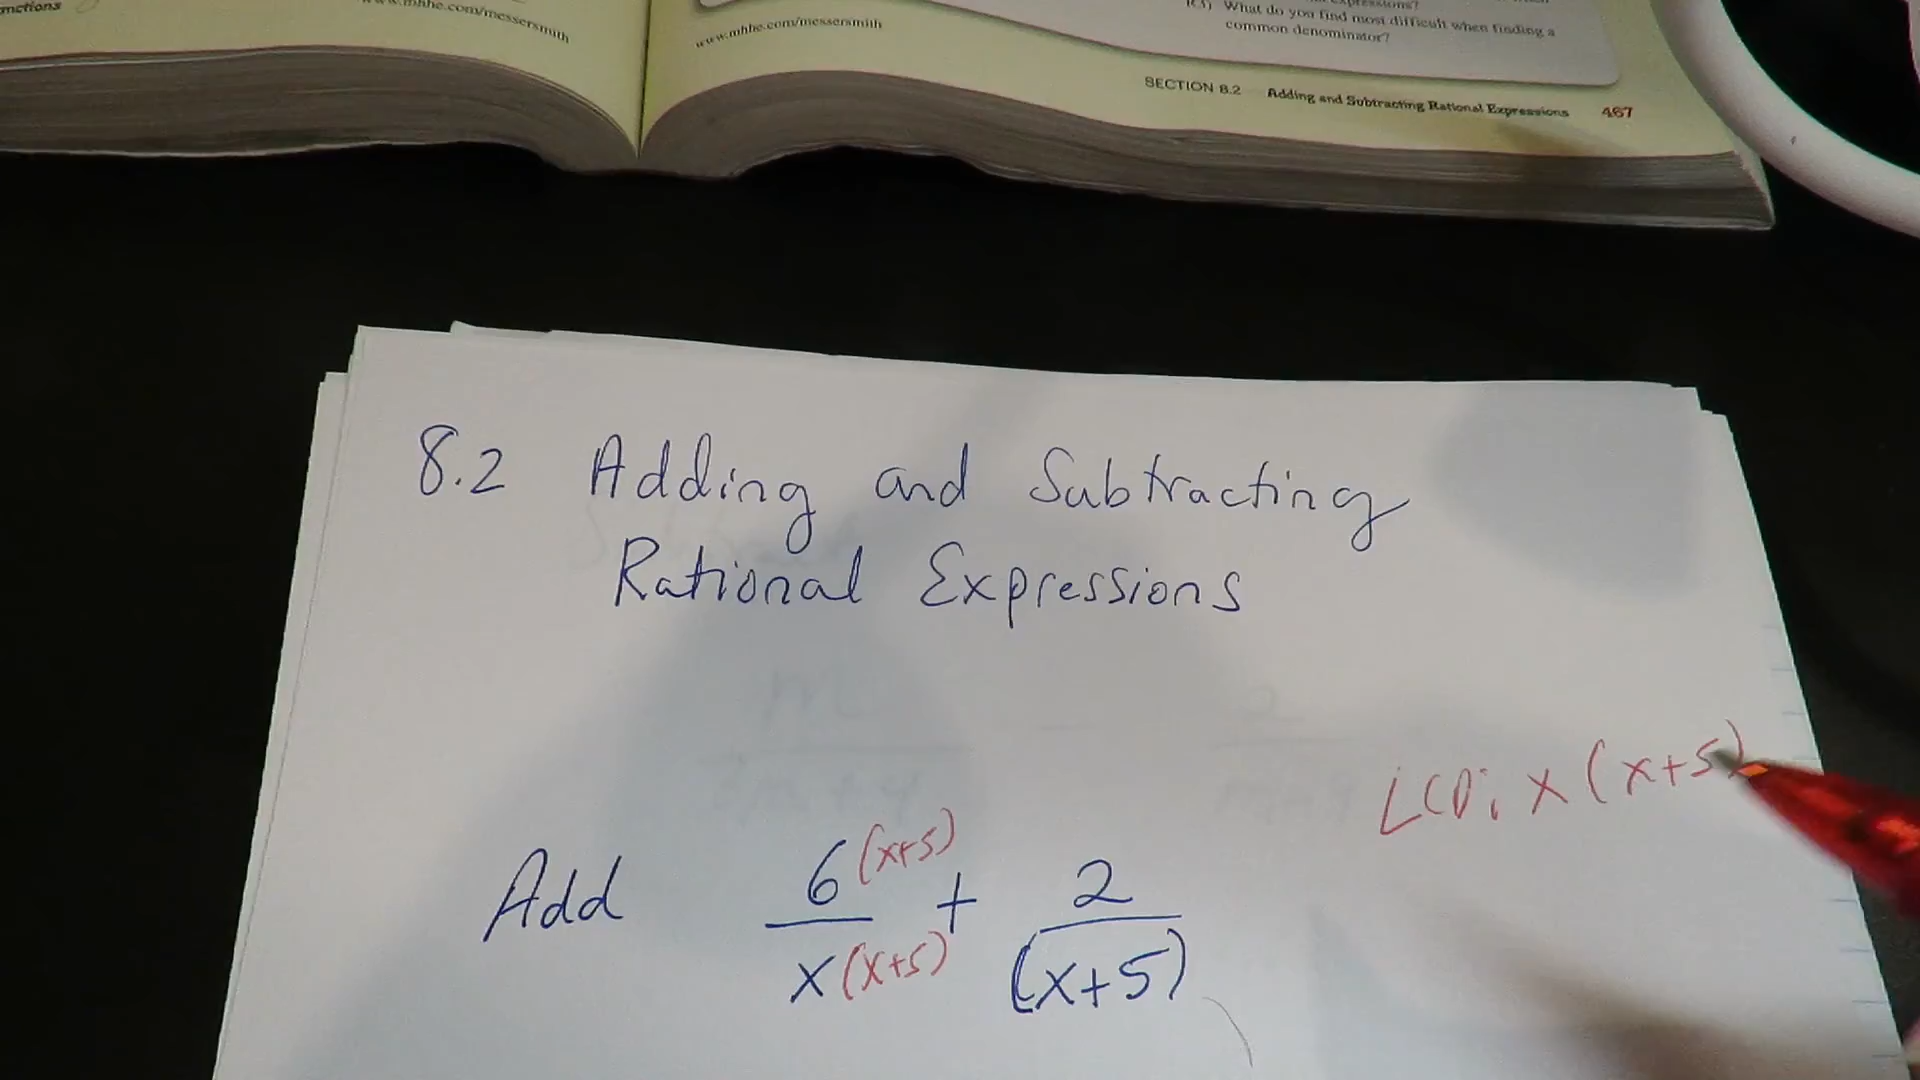 nctions
www.mhhe.com/messersmith
www.mhhe.com/messersmith
expressions?
What do you find most difficult when finding a
common denominator?
SECTION 8.2 Adding and Subtracting Rational Expressions 467
8.2 Adding and Subtracting
Rational Expressions
LCD: x(x+5)
Add 6(x+5) + 2
x(x+5) (x+5)